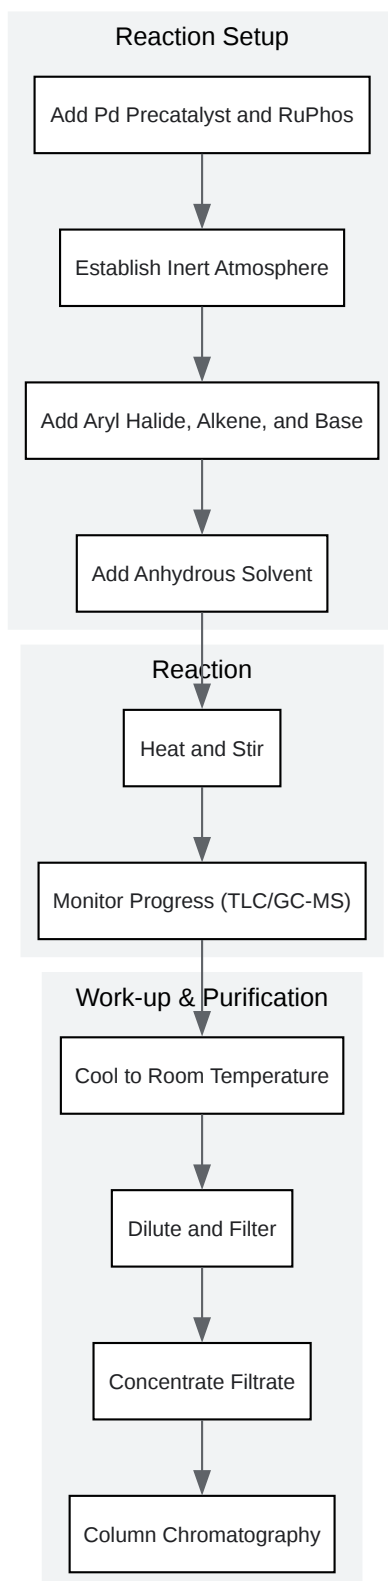 Reaction Setup
Add Pd Precatalyst and RuPhos
Establish Inert Atmosphere
Add Aryl Halide, Alkene, and Base
Add Anhydrous Solvent
Reaction
Heat and Stir
Monitor Progress (TLC/GC-MS)
Work-up & Purification
Cool to Room Temperature
Dilute and Filter
Concentrate Filtrate
Column Chromatography